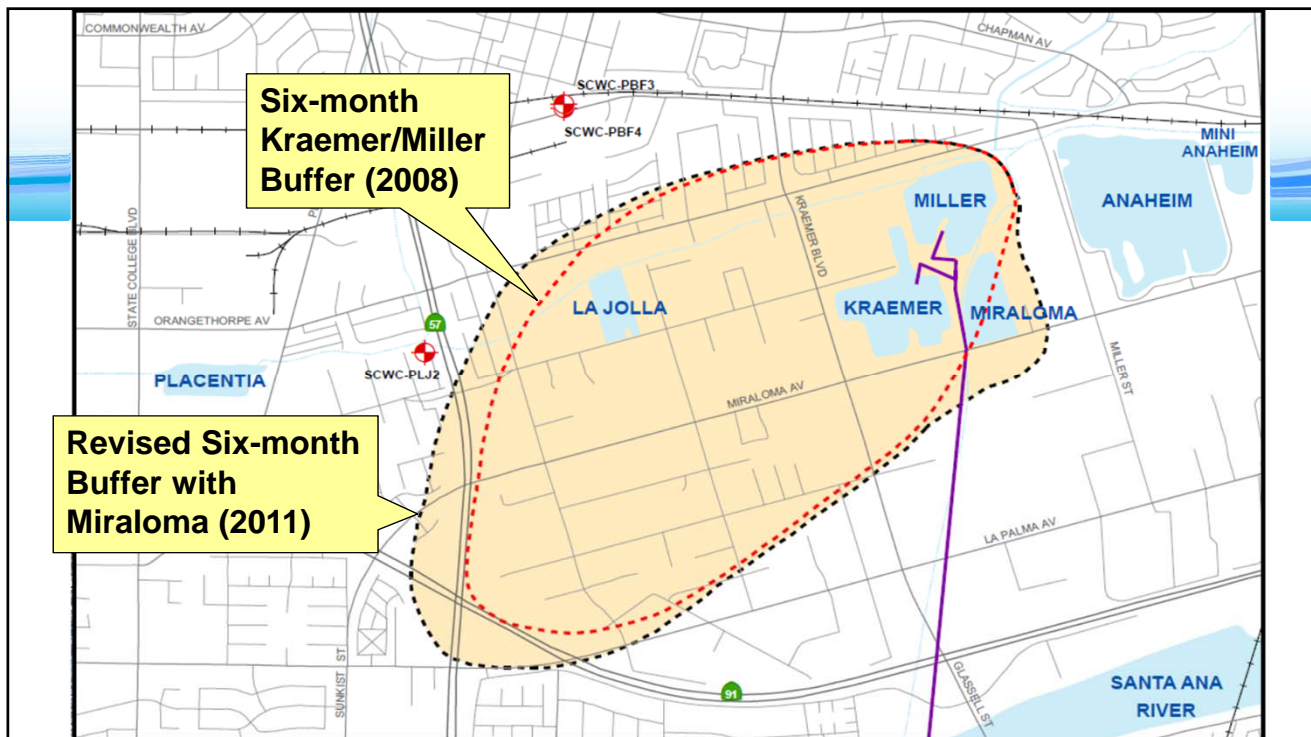 COMMONWEALTH AV
CHAPMAN AV
Six-month
Kraemer/Miller
Buffer (2008)
SCWC-PBF3
SCWC-PBF4
MINI
ANAHEIM
MILLER
ANAHEIM
KRAEMER BLVD
STATE COLLEGE BLVD
LA JOLLA
KRAEMER
MIRALOMA
ORANGETHORPE AV
57
MILLER ST
SCWC-PLJ2
PLACENTIA
MIRALOMA AV
Revised Six-month
Buffer with
Miraloma (2011)
LA PALMA AV
SUNKIST ST
GLASSELL ST
91
SANTA ANA
RIVER